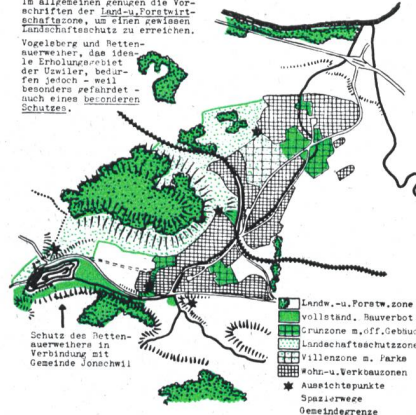 Im allgemeinen genügen die Vor-
schriften der Land-u.Forstwirt-
schaftszone, um einen gewissen
Landschaftsschutz zu erreichen.
Vogelsberg und Retten-
auerweiher, das idea-
le Erholungsgebiet
der Uzwiler, bedür-
fen jedoch - weil
besonders gefährdet -
auch eines besonderen
Schutzes.
Schutz des Retten-
auerweihers in
Verbindung mit
Gemeinde Jonschwil
Landw.-u.Forstw.zone
vollständ. Bauverbot
Grünzone m.öff.Gebäud
Landschaftsschutzzone
Villenzone m. Parks
Wohn-u.Werkbauzonen
Aussichtspunkte
Spazierwege
Gemeindegrenze